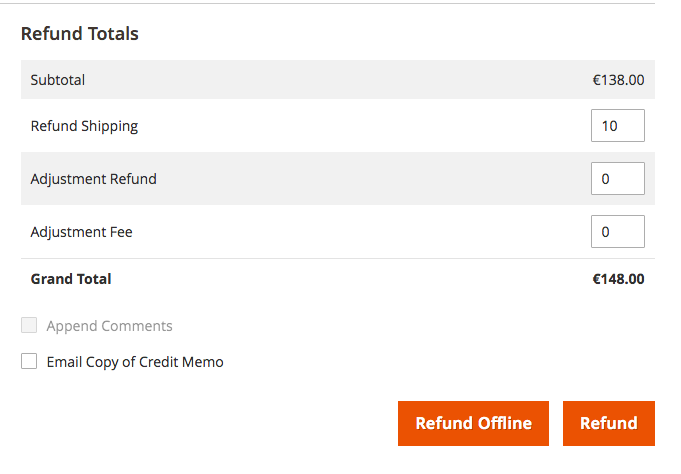 Refund Totals
Subtotal €138.00
Refund Shipping 10
Adjustment Refund 0
Adjustment Fee 0
Grand Total €148.00
Append Comments
Email Copy of Credit Memo
Refund Offline Refund